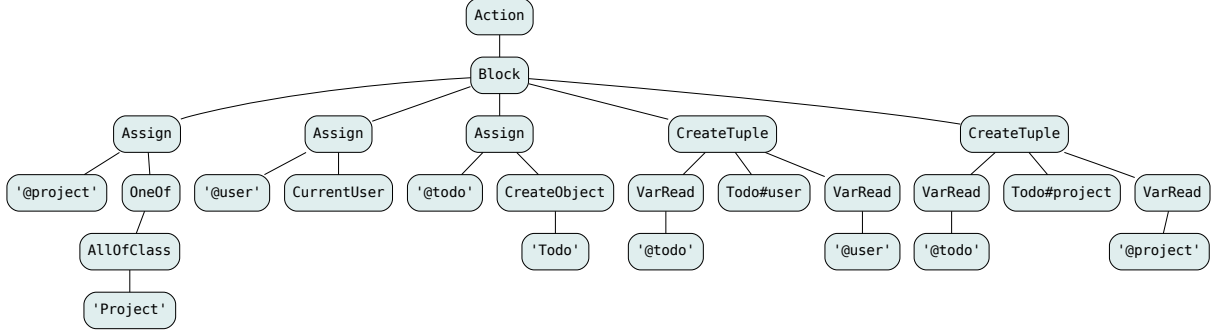 Action
Block
Assign
Assign
Assign
CreateTuple
CreateTuple
'@project'
OneOf
'@user'
CurrentUser
'@todo'
CreateObject
VarRead
Todo#user
VarRead
VarRead
Todo#project
VarRead
AllOfClass
'Todo'
'@todo'
'@user'
'@todo'
'@project'
'Project'